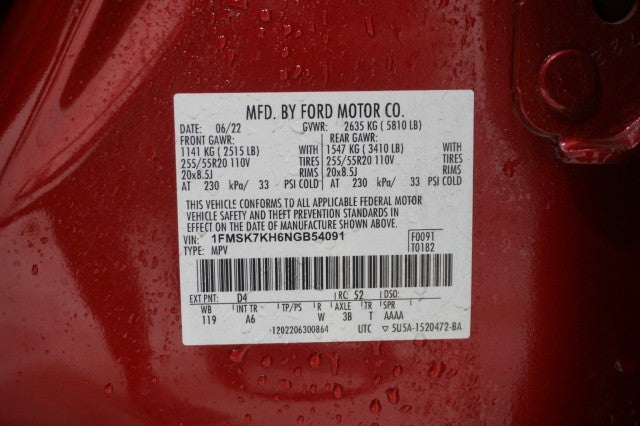 MFD. BY FORD MOTOR CO.
DATE: 06/22 GVWR: 2635 KG ( 5810 LB)
FRONT GAWR: REAR GAWR:
1141 KG ( 2515 LB) WITH 1547 KG ( 3410 LB) WITH
255/55R20 110V TIRES 255/55R20 110V TIRES
20x8.5J RIMS 20x8.5J RIMS
AT 230 kPa/ 33 PSI COLD AT 230 kPa/ 33 PSI COLD
THIS VEHICLE CONFORMS TO ALL APPLICABLE FEDERAL MOTOR
VEHICLE SAFETY AND THEFT PREVENTION STANDARDS IN
EFFECT ON THE DATE OF MANUFACTURE SHOWN ABOVE.
VIN: 1FMSK7KH6NGB54091 F0091
TYPE: MPV T0182
EXT PNT: D4 RC: 52 DSO:
WB INT TR TP/PS R AXLE TR SPR
119 A6 W 3B T AAAA
-1202206300864 UTC ▽ 5U5A-1520472-BA